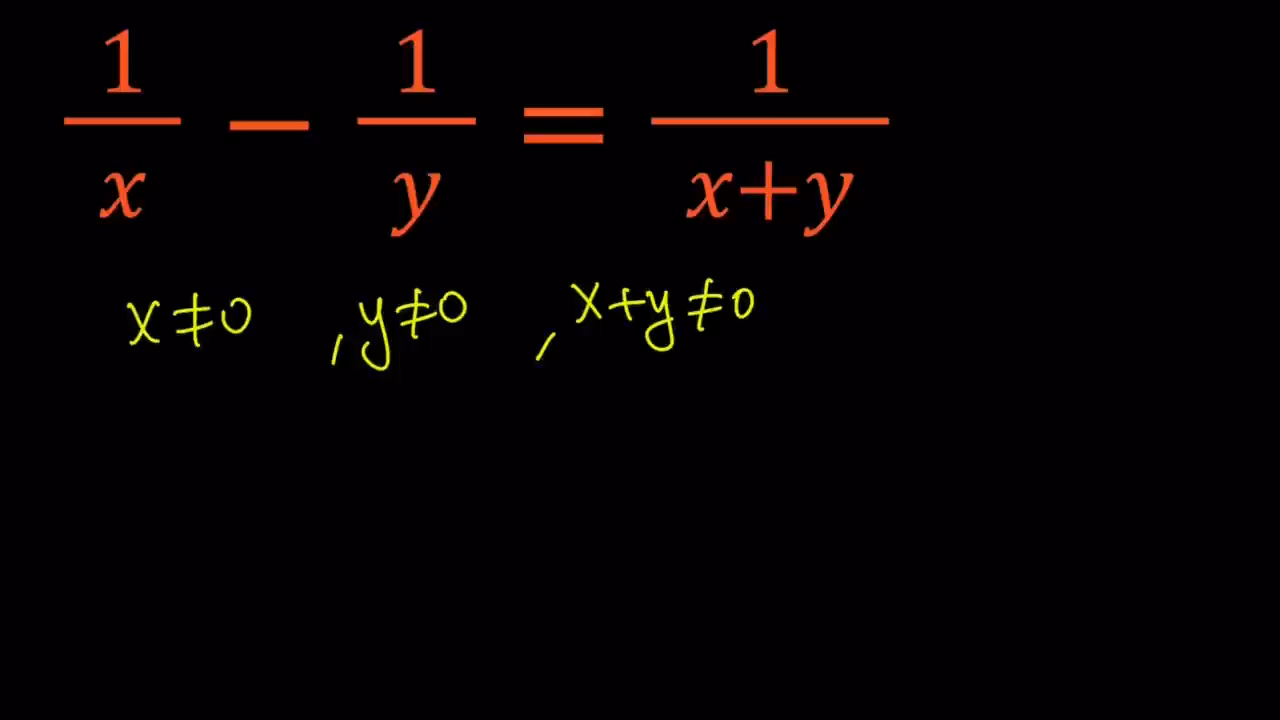 1/x − 1/y = 1/(x+y)
x≠0 , y≠0 , x+y≠0